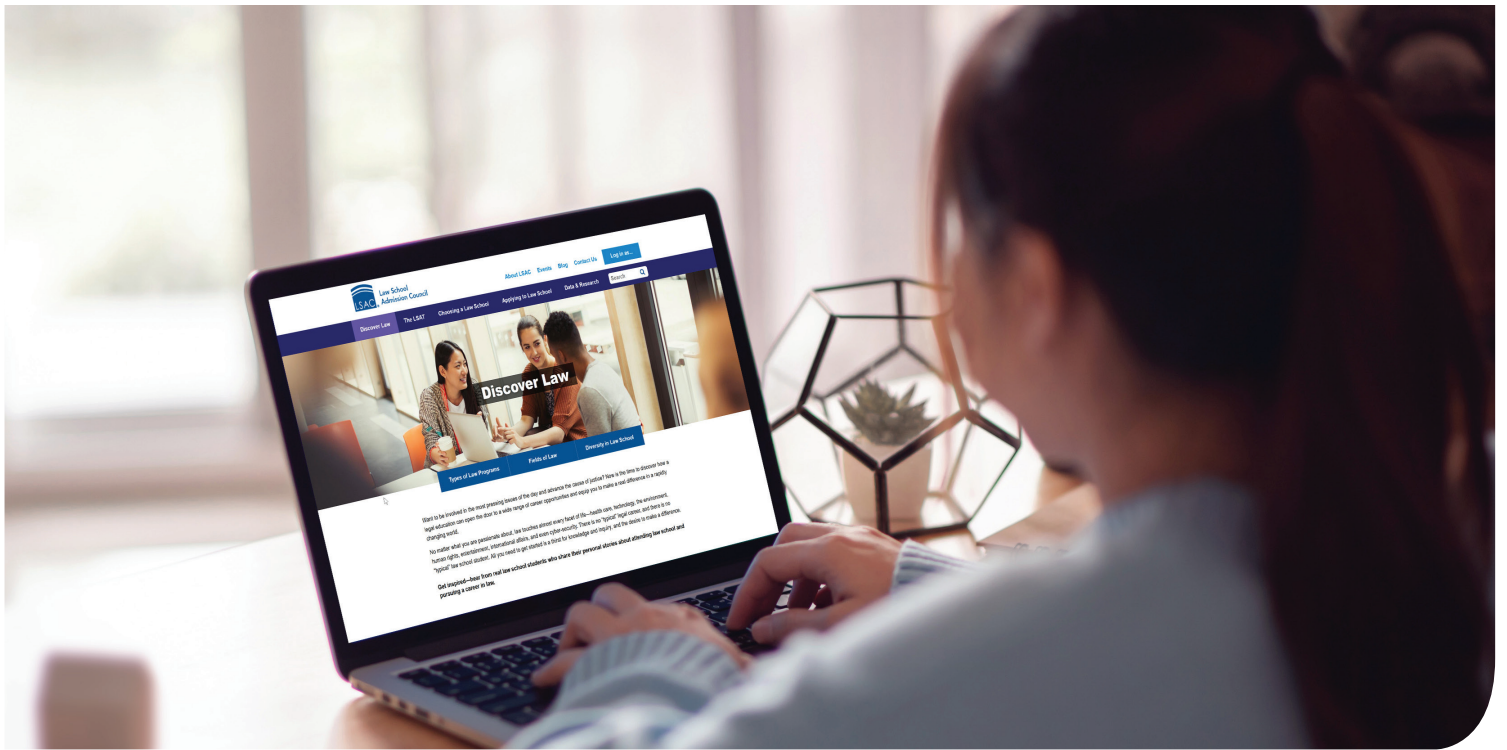 About LSAC Events Blog Contact Us Log in as...
LSAC Law School
Admission Council
Discover Law The LSAT Choosing a Law School Applying to Law School Data & Research Search
Discover Law
Types of Law Programs Fields of Law Diversity in Law School
Want to be involved in the most pressing issues of the day and advance the cause of justice? Now is the time to discover how a
legal education can open the door to a wide range of career opportunities and equip you to make a real difference in a rapidly
changing world.
No matter what you are passionate about, law touches almost every facet of life—health care, technology, the environment,
human rights, entertainment, international affairs, and even cyber-security. There is no "typical" legal career, and there is no
"typical" law school student. All you need to get started is a thirst for knowledge and inquiry, and the desire to make a difference.
Get inspired—hear from real law school students who share their personal stories about attending law school and
pursuing a career in law.